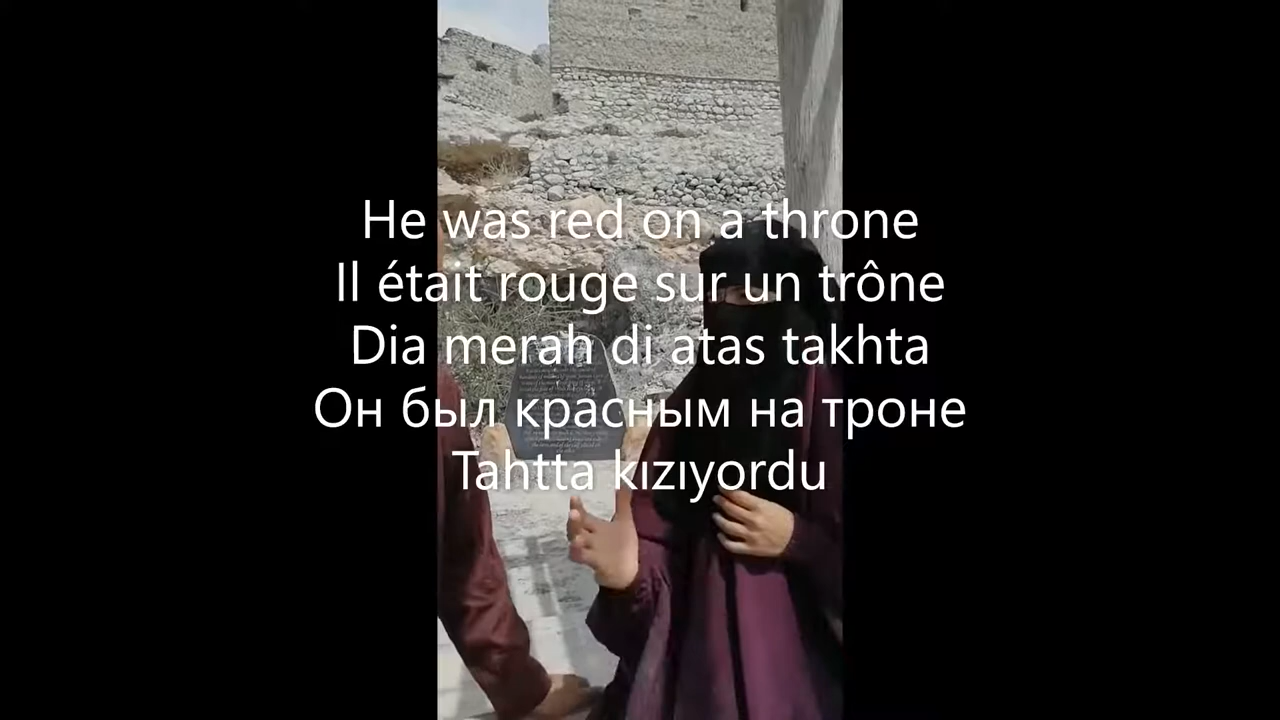 He was red on a throne
Il était rouge sur un trône
Dia merah di atas takhta
Он был красным на троне
Tahtta kızıyordu